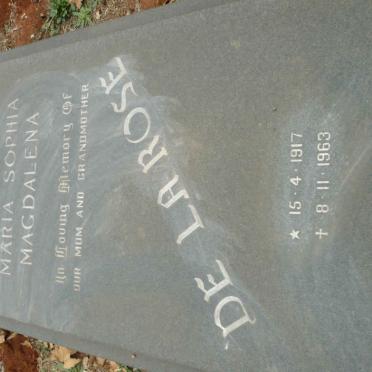 MARIA SOPHIA
MAGDALENA
In Loving Memory Of
OUR MOM AND GRANDMOTHER
DE LA ROSE
★ 15·4·1917
✝ 8·11·1963